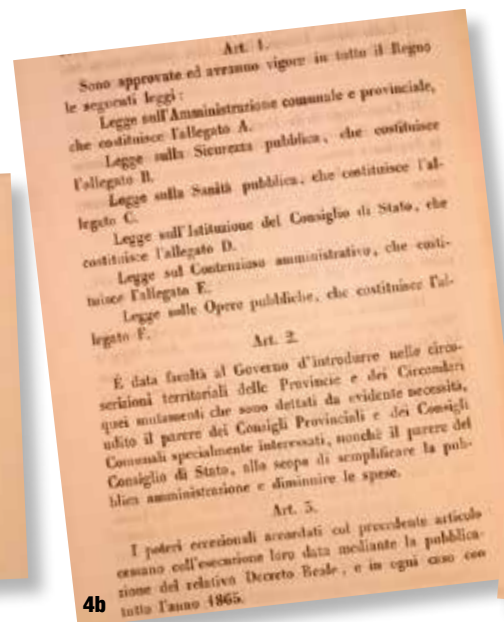 Art. 1.
Sono approvate ed avranno vigore in tutto il Regno
le seguenti leggi:
Legge sull'Amministrazione comunale e provinciale,
che costituisce l'allegato A.
Legge sulla Sicurezza pubblica, che costituisce
l'allegato B.
Legge sulla Sanità pubblica, che costituisce l'al-
legato C.
Legge sull'Istituzione del Consiglio di Stato, che
costituisce l'allegato D.
Legge sul Contenzioso amministrativo, che costi-
tuisce l'allegato E.
Legge sulle Opere pubbliche, che costituisce l'al-
legato F.
Art. 2.
È data facoltà al Governo d'introdurre nelle circo-
scrizioni territoriali delle Provincie e dei Circondari
quei mutamenti che sono dettati da evidente necessità,
udito il parere dei Consigli Provinciali e dei Consigli
Comunali specialmente interessati, nonchè il parere del
Consiglio di Stato, allo scopo di semplificare la pub-
blica amministrazione e diminuire le spese.
Art. 3.
I poteri eccezionali accordati col precedente articolo
cessano coll'esecuzione loro data mediante la pubblica-
zione del relativo Decreto Reale, e in ogni caso con
tutto l'anno 1865.
4b